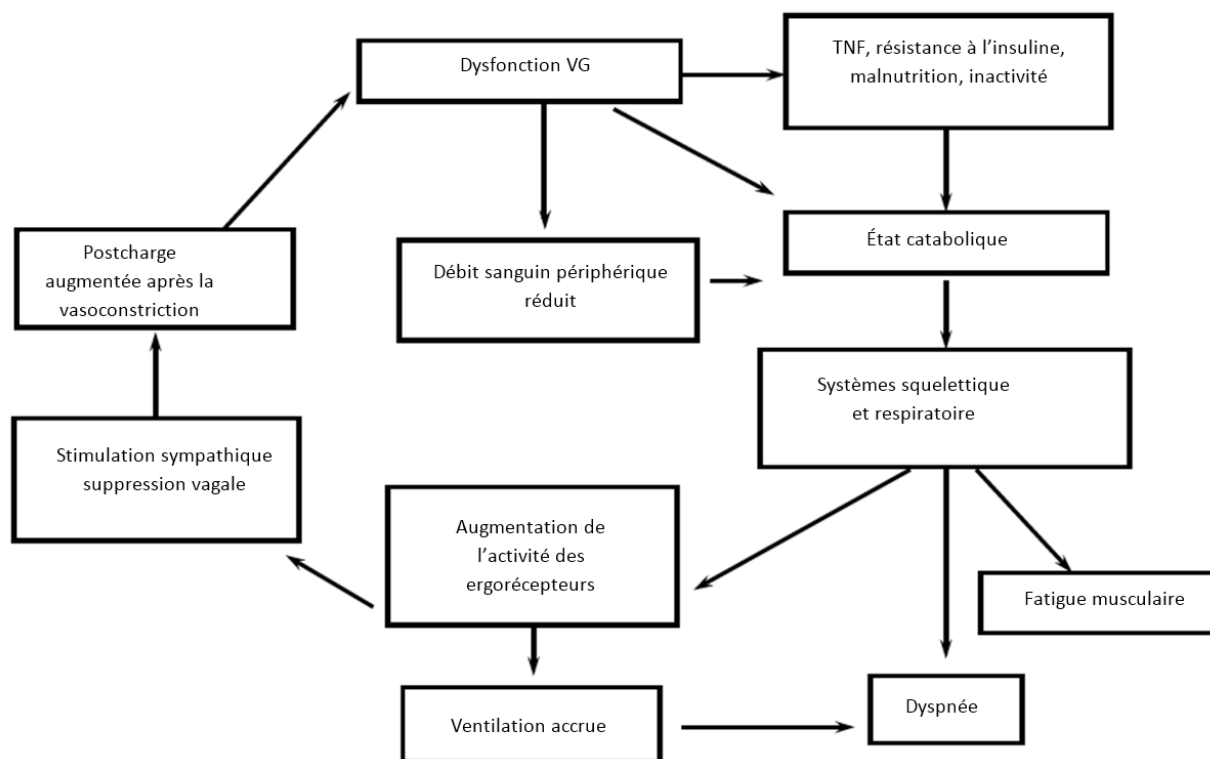 Dysfonction VG
TNF, résistance à l’insuline,
malnutrition, inactivité
Postcharge
augmentée après la
vasoconstriction
Débit sanguin périphérique
réduit
État catabolique
Systèmes squelettique
et respiratoire
Stimulation sympathique
suppression vagale
Augmentation de
l’activité des
ergorécepteurs
Fatigue musculaire
Ventilation accrue
Dyspnée